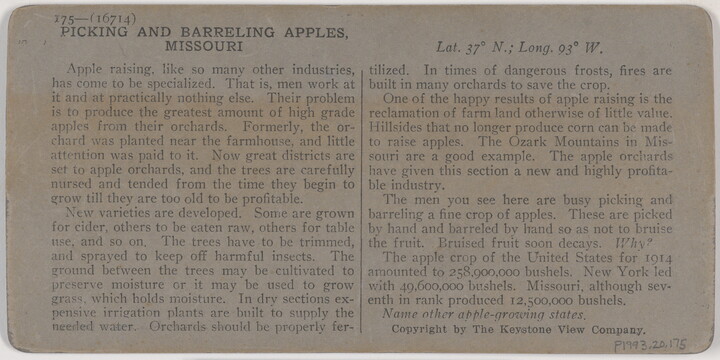 175—(16714)
PICKING AND BARRELING APPLES,
MISSOURI
Apple raising, like so many other industries,
has come to be specialized. That is, men work at
it and at practically nothing else. Their problem
is to produce the greatest amount of high grade
apples from their orchards. Formerly, the or-
chard was planted near the farmhouse, and little
attention was paid to it. Now great districts are
set to apple orchards, and the trees are carefully
nursed and tended from the time they begin to
grow till they are too old to be profitable.
New varieties are developed. Some are grown
for cider, others to be eaten raw, others for table
use, and so on. The trees have to be trimmed,
and sprayed to keep off harmful insects. The
ground between the trees may be cultivated to
preserve moisture or it may be used to grow
grass, which holds moisture. In dry sections ex-
pensive irrigation plants are built to supply the
needed water. Orchards should be properly fer-
Lat. 37° N.; Long. 93° W.
tilized. In times of dangerous frosts, fires are
built in many orchards to save the crop.
One of the happy results of apple raising is the
reclamation of farm land otherwise of little value.
Hillsides that no longer produce corn can be made
to raise apples. The Ozark Mountains in Mis-
souri are a good example. The apple orchards
have given this section a new and highly profita-
ble industry.
The men you see here are busy picking and
barreling a fine crop of apples. These are picked
by hand and barreled by hand so as not to bruise
the fruit. Bruised fruit soon decays. Why?
The apple crop of the United States for 1914
amounted to 258,900,000 bushels. New York led
with 49,600,000 bushels. Missouri, although sev-
enth in rank produced 12,500,000 bushels.
Name other apple-growing states.
Copyright by The Keystone View Company.
P1993.20.175